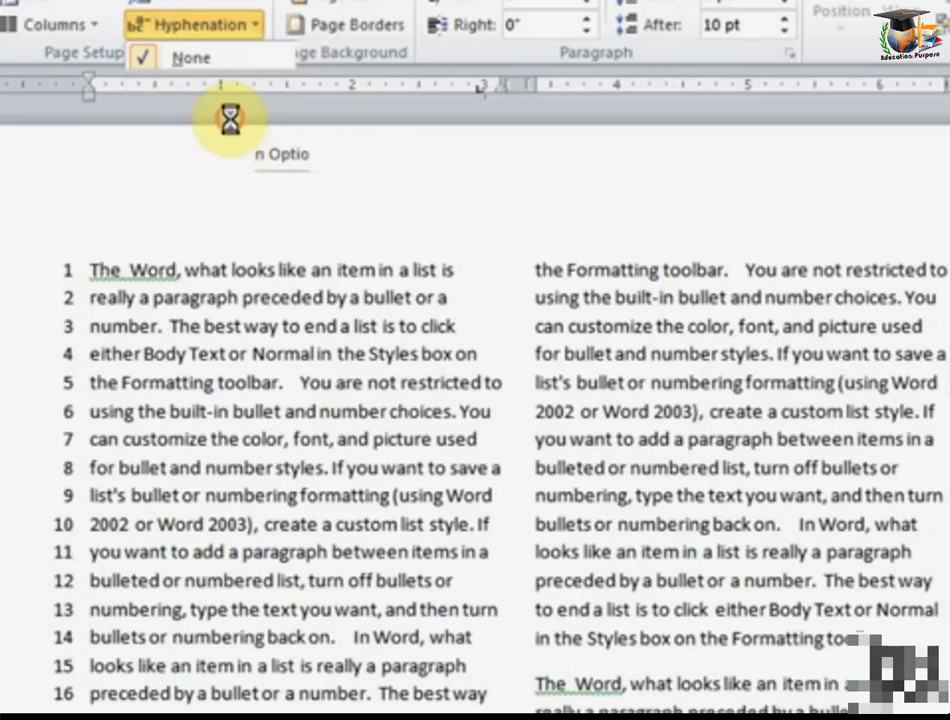 Columns
Hyphenation
Page Borders
Right: 0"
After: 10 pt
Position
Page Setup
ge Background
Paragraph
None
Education Purpose
1 2 3 4 5 6
n Optio
1 The Word, what looks like an item in a list is
2 really a paragraph preceded by a bullet or a
3 number. The best way to end a list is to click
4 either Body Text or Normal in the Styles box on
5 the Formatting toolbar. You are not restricted to
6 using the built-in bullet and number choices. You
7 can customize the color, font, and picture used
8 for bullet and number styles. If you want to save a
9 list's bullet or numbering formatting (using Word
10 2002 or Word 2003), create a custom list style. If
11 you want to add a paragraph between items in a
12 bulleted or numbered list, turn off bullets or
13 numbering, type the text you want, and then turn
14 bullets or numbering back on. In Word, what
15 looks like an item in a list is really a paragraph
16 preceded by a bullet or a number. The best way
the Formatting toolbar. You are not restricted to
using the built-in bullet and number choices. You
can customize the color, font, and picture used
for bullet and number styles. If you want to save a
list's bullet or numbering formatting (using Word
2002 or Word 2003), create a custom list style. If
you want to add a paragraph between items in a
bulleted or numbered list, turn off bullets or
numbering, type the text you want, and then turn
bullets or numbering back on. In Word, what
looks like an item in a list is really a paragraph
preceded by a bullet or a number. The best way
to end a list is to click either Body Text or Normal
in the Styles box on the Formatting too
The Word, what looks like an item in a